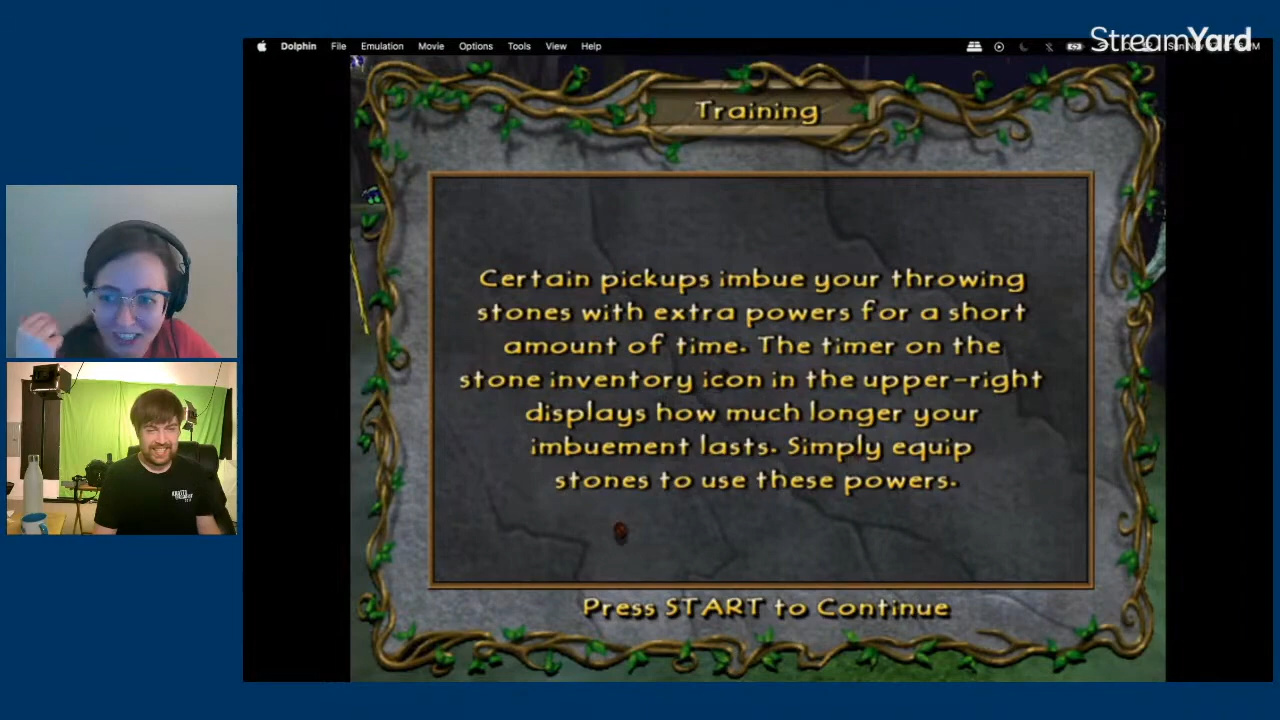 StreamYard
Dolphin File Emulation Movie Options Tools View Help
Training
Certain pickups imbue your throwing
stones with extra powers for a short
amount of time. The timer on the
stone inventory icon in the upper-right
displays how much longer your
imbuement lasts. Simply equip
stones to use these powers.
Press START to Continue